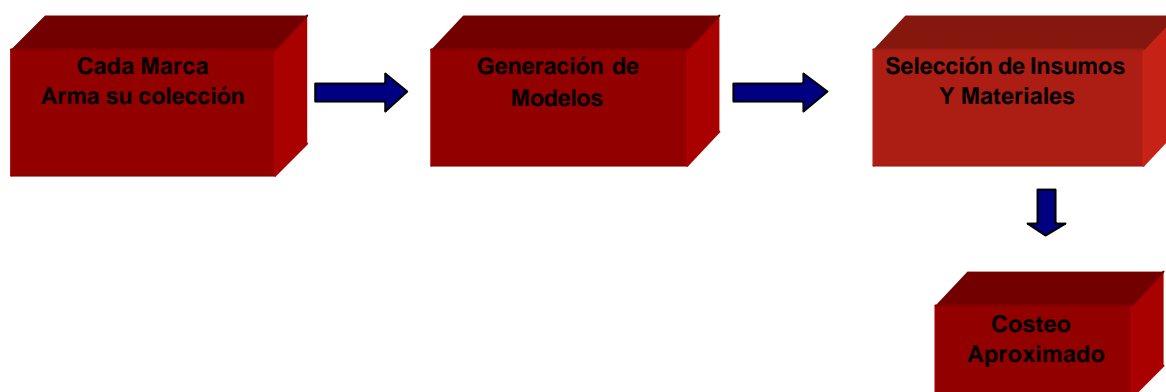 Cada Marca
Arma su colección
Generación de
Modelos
Selección de Insumos
Y Materiales
Costeo
Aproximado